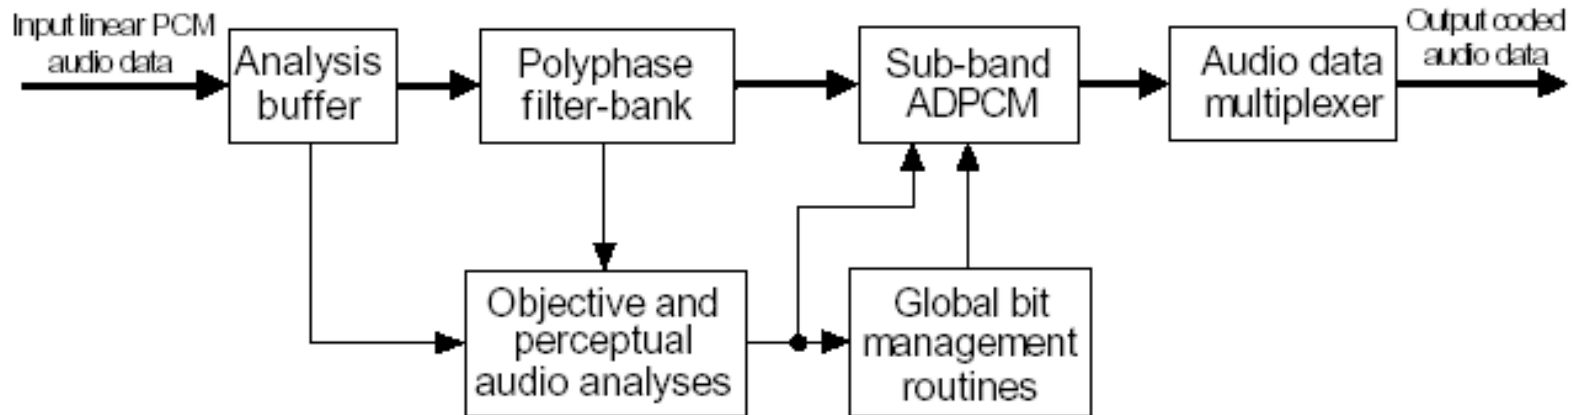 Input linear PCM
audio data
Analysis
buffer
Polyphase
filter-bank
Sub-band
ADPCM
Audio data
multiplexer
Output coded
audio data
Objective and
perceptual
audio analyses
Global bit
management
routines